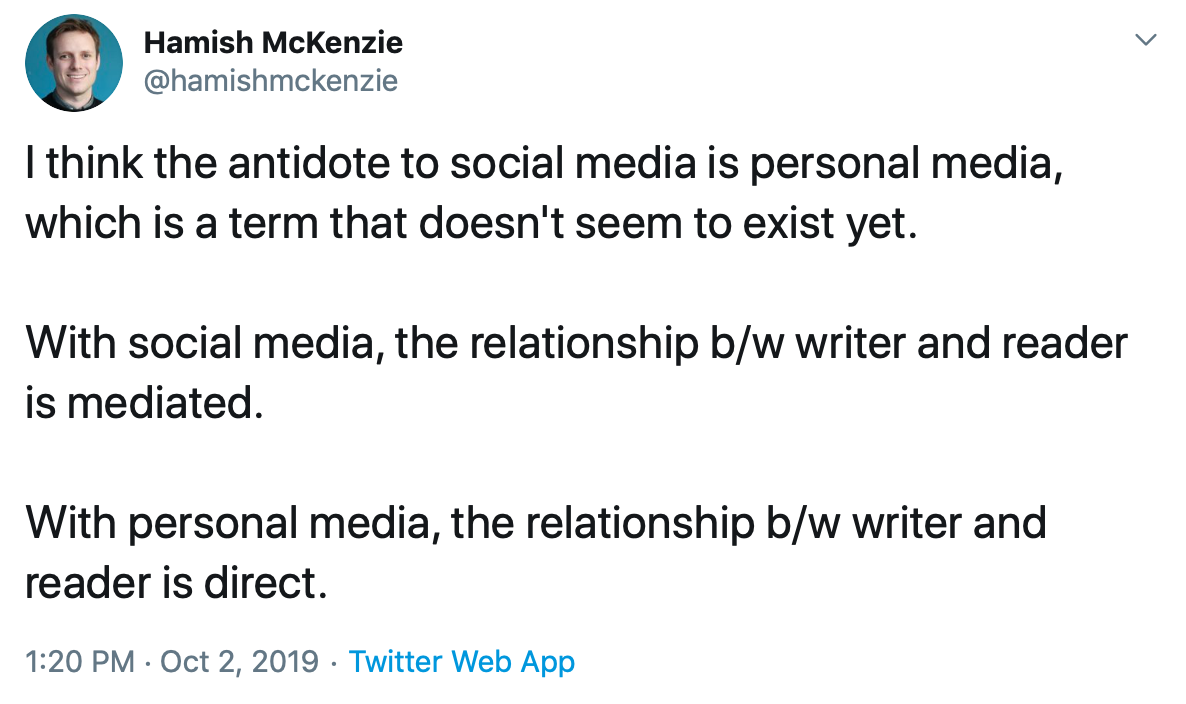 Hamish McKenzie
@hamishmckenzie
I think the antidote to social media is personal media,
which is a term that doesn't seem to exist yet.
With social media, the relationship b/w writer and reader
is mediated.
With personal media, the relationship b/w writer and
reader is direct.
1:20 PM · Oct 2, 2019 · Twitter Web App